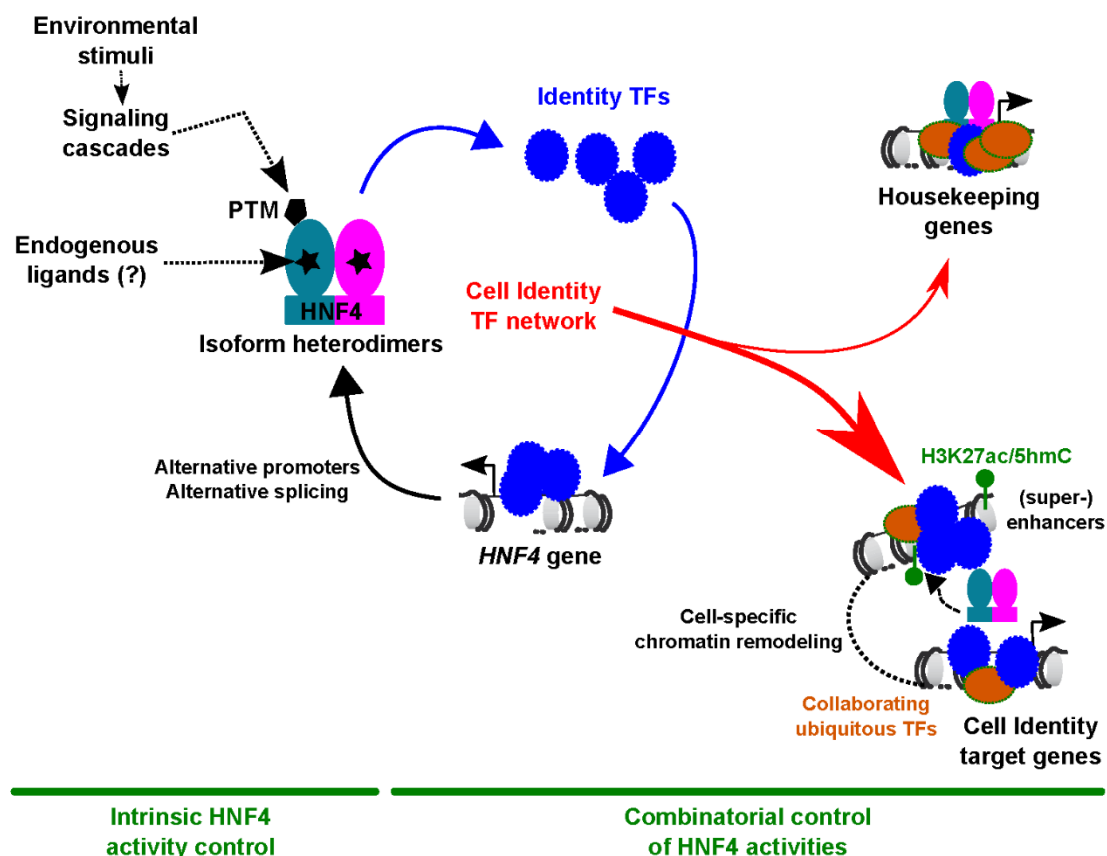 Environmental
stimuli
Signaling
cascades
PTM
Endogenous
ligands (?)
HNF4
Isoform heterodimers
Alternative promoters
Alternative splicing
HNF4 gene
Identity TFs
Cell Identity
TF network
Housekeeping
genes
H3K27ac/5hmC
(super-)
enhancers
Cell-specific
chromatin remodeling
Collaborating
ubiquitous TFs
Cell Identity
target genes
Intrinsic HNF4
activity control
Combinatorial control
of HNF4 activities